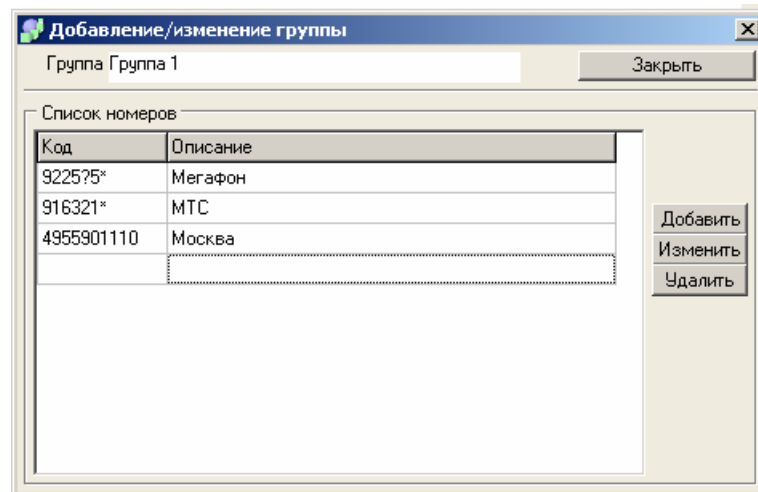 Добавление/изменение группы
Группа Группа 1
Закрыть
Список номеров
Код Описание
9225?5* Мегафон
916321* МТС
4955901110 Москва
Добавить
Изменить
Удалить